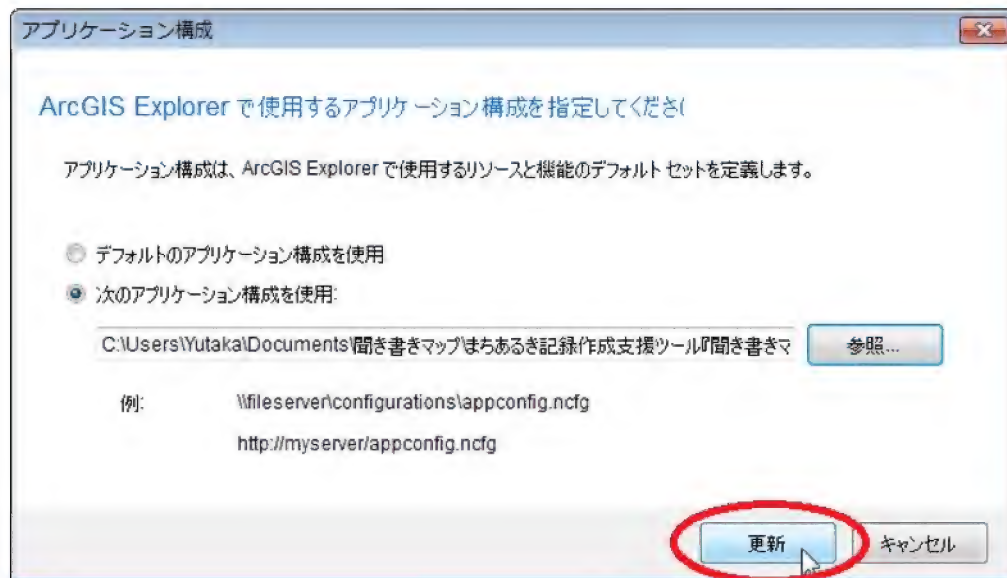 アプリケーション構成
ArcGIS Explorer で使用するアプリケーション構成を指定してくださ
アプリケーション構成は、ArcGIS Explorer で使用するリソースと機能のデフォルト セットを定義します。
デフォルトのアプリケーション構成を使用
次のアプリケーション構成を使用:
C:\Users\Yutaka\Documents\聞き書きマップ\まちあるき記録作成支援ツール『聞き書きマ 参照...
例: \\fileserver\configurations\appconfig.ncfg
http://myserver/appconfig.ncfg
更新 キャンセル